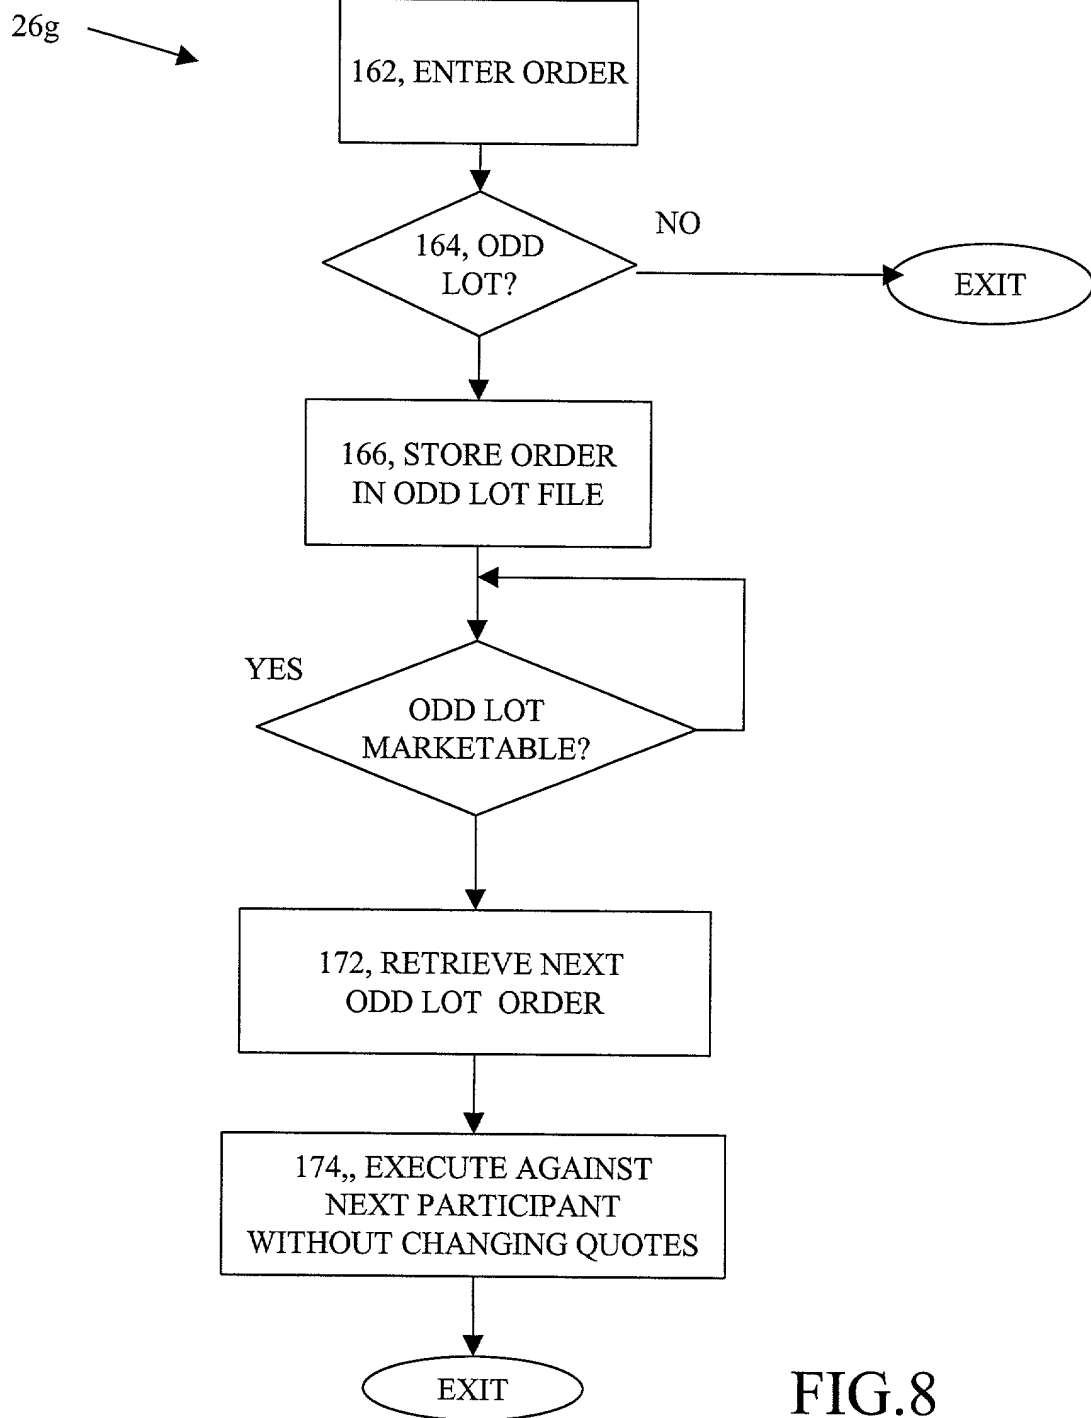 26g
162, ENTER ORDER
164, ODD
LOT?
NO
EXIT
166, STORE ORDER
IN ODD LOT FILE
YES
ODD LOT
MARKETABLE?
172, RETRIEVE NEXT
ODD LOT ORDER
174,, EXECUTE AGAINST
NEXT PARTICIPANT
WITHOUT CHANGING QUOTES
EXIT
FIG.8